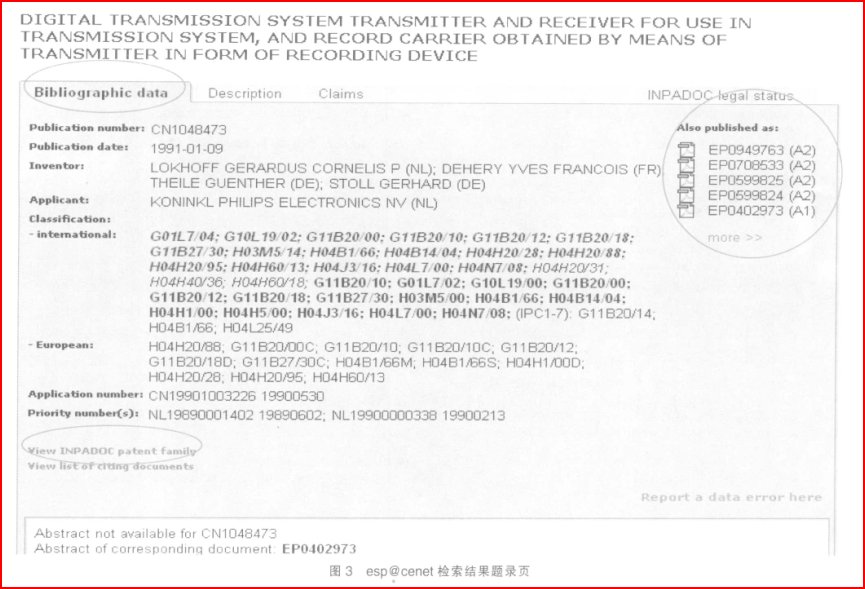 DIGITAL TRANSMISSION SYSTEM TRANSMITTER AND RECEIVER FOR USE IN
TRANSMISSION SYSTEM, AND RECORD CARRIER OBTAINED BY MEANS OF
TRANSMITTER IN FORM OF RECORDING DEVICE
Bibliographic data Description Claims INPADOC legal status
Publication number: CN1048473
Publication date: 1991-01-09
Inventor: LOKHOFF GERARDUS CORNELIS P (NL); DEHERY YVES FRANCOIS (FR)
THEILE GUENTHER (DE); STOLL GERHARD (DE)
Applicant: KONINKL PHILIPS ELECTRONICS NV (NL)
Classification:
- international: G01L7/04; G10L19/02; G11B20/00; G11B20/10; G11B20/12; G11B20/18;
G11B27/30; H03M5/14; H04B1/66; H04B14/04; H04H20/28; H04H20/88;
H04H20/95; H04H60/13; H04J3/16; H04L7/00; H04N7/08; H04H20/31;
H04H40/36; H04H60/18; G11B20/10; G01L7/02; G10L19/00; G11B20/00;
G11B20/12; G11B20/18; G11B27/30; H03M5/00; H04B1/66; H04B14/04;
H04H1/00; H04H5/00; H04J3/16; H04L7/00; H04N7/08; (IPC1-7): G11B20/14;
H04B1/66; H04L25/49
- European: H04H20/88; G11B20/00C; G11B20/10; G11B20/10C; G11B20/12;
G11B20/18D; G11B27/30C; H04B1/66M; H04B1/66S; H04H1/00D;
H04H20/28; H04H20/95; H04H60/13
Application number: CN19901003226 19900530
Priority number(s): NL19890001402 19890602; NL19900000338 19900213
Also published as:
EP0949763 (A2)
EP0708533 (A2)
EP0599825 (A2)
EP0599824 (A2)
EP0402973 (A1)
more >>
View INPADOC patent family
View list of citing documents
Report a data error here
Abstract not available for CN1048473
Abstract of corresponding document: EP0402973
图 3 esp@cenet 检索结果题录页